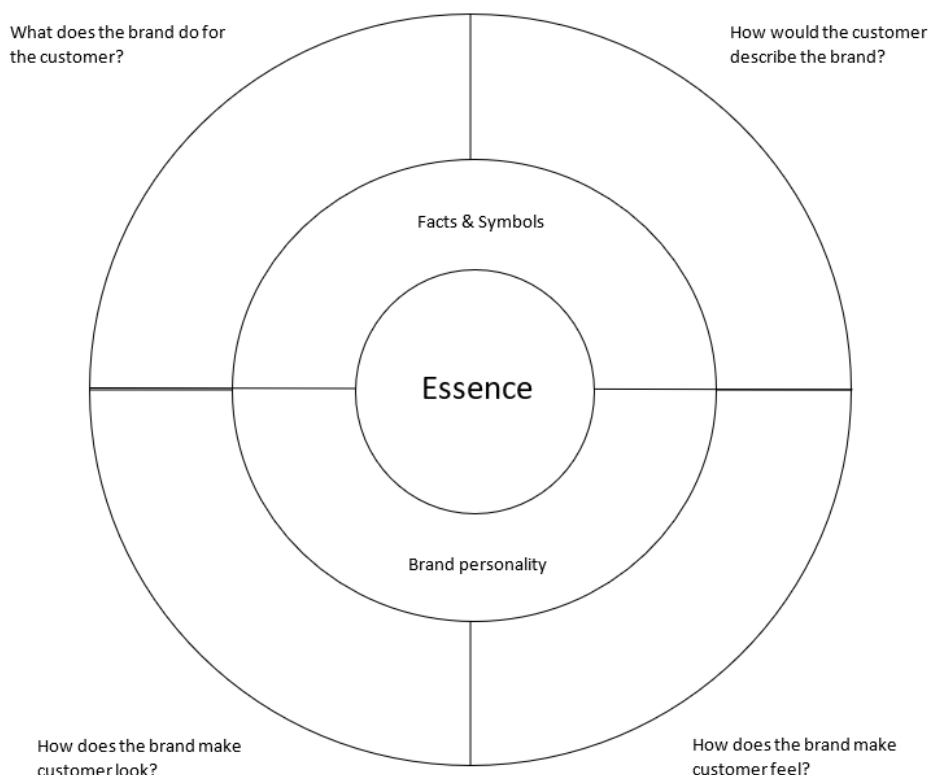 What does the brand do for
the customer?
How would the customer
describe the brand?
Facts & Symbols
Essence
Brand personality
How does the brand make
customer look?
How does the brand make
customer feel?